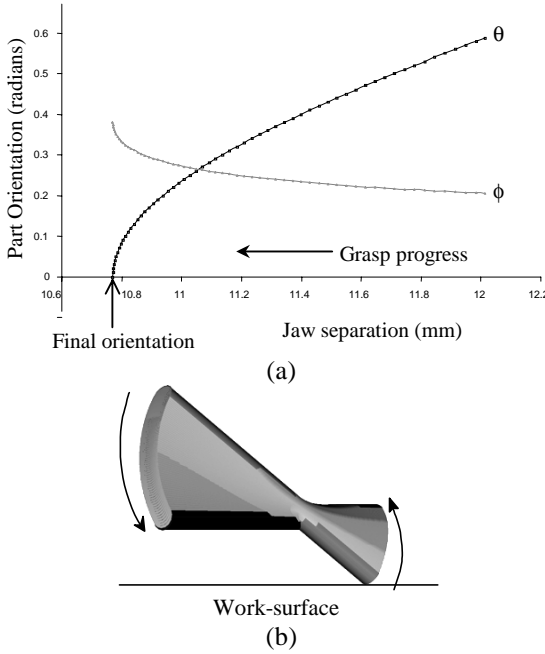 Part Orientation (radians)
0.6
0.5
0.4
0.3
0.2
0.1
0
θ
ϕ
Grasp progress
10.6 10.8 11 11.2 11.4 11.6 11.8 12 12.2
Final orientation
Jaw separation (mm)
(a)
Work-surface
(b)